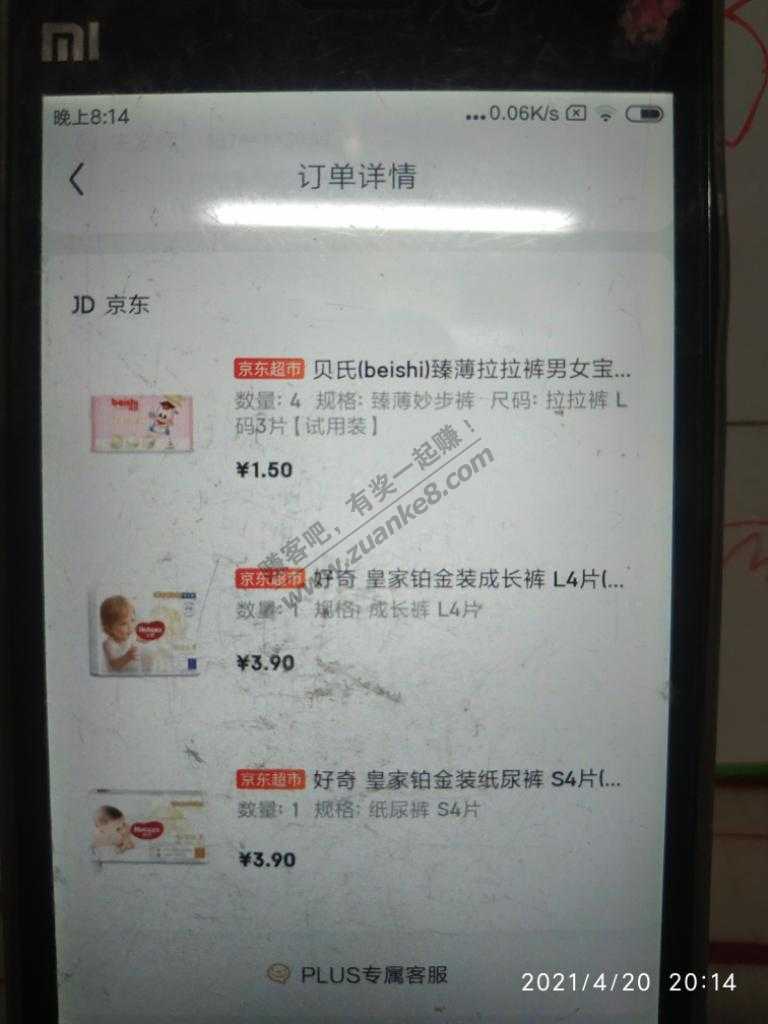 mi
晚上8:14
...0.06K/s
订单详情
JD 京东
京东超市 贝氏(beishi)臻薄拉拉裤男女宝...
数量: 4 规格: 臻薄妙步裤 尺码: 拉拉裤 L
码3片【试用装】
¥1.50
beishi
赚客吧，有奖一起赚！
www.zuanke8.com
京东超市 好奇 皇家铂金装成长裤 L4片(...
数量: 1 规格: 成长裤 L4片
¥3.90
Huggies
京东超市 好奇 皇家铂金装纸尿裤 S4片(...
数量: 1 规格: 纸尿裤 S4片
¥3.90
Huggies
PLUS专属客服
2021/4/20 20:14